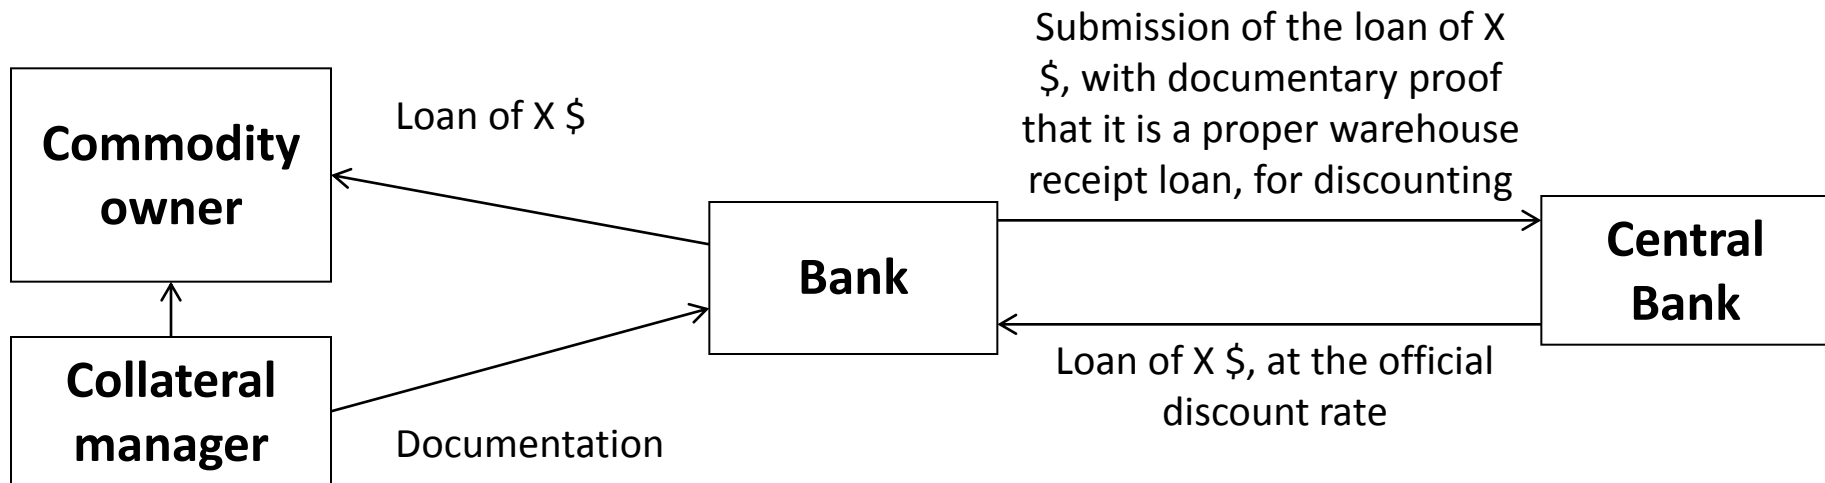 Commodity
owner
Loan of X $
Submission of the loan of X
$, with documentary proof
that it is a proper warehouse
receipt loan, for discounting
Bank
Central
Bank
Collateral
manager
Documentation
Loan of X $, at the official
discount rate